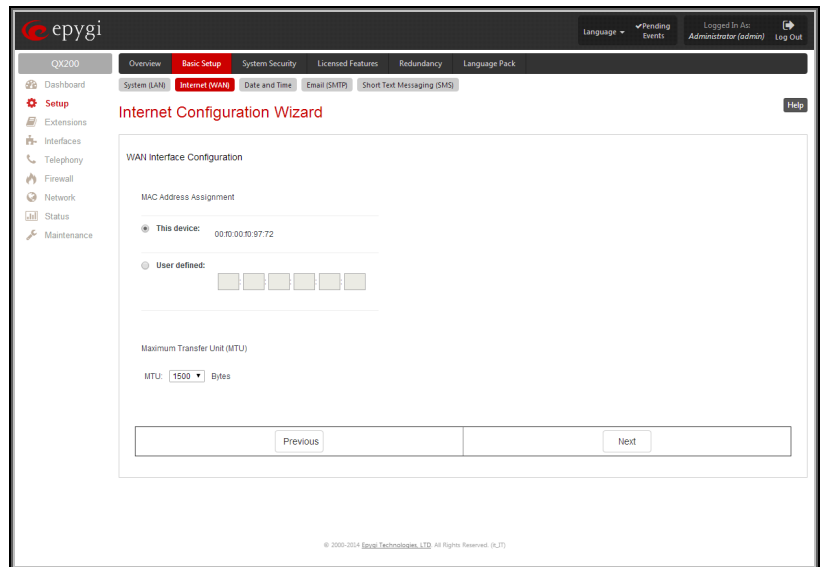 epygi
Language
✔Pending Events
Logged In As:
Administrator (admin)
Log Out
QX200
Overview Basic Setup System Security Licensed Features Redundancy Language Pack
Dashboard
Setup
Extensions
Interfaces
Telephony
Firewall
Network
Status
Maintenance
System (LAN) Internet (WAN) Date and Time Email (SMTP) Short Text Messaging (SMS)
Internet Configuration Wizard
Help
WAN Interface Configuration
MAC Address Assignment
This device: 00:f0:00:f0:97:72
User defined:
: : : : :
Maximum Transfer Unit (MTU)
MTU: 1500 Bytes
Previous Next
© 2000-2014 Epygi Technologies, LTD. All Rights Reserved. (it_IT)